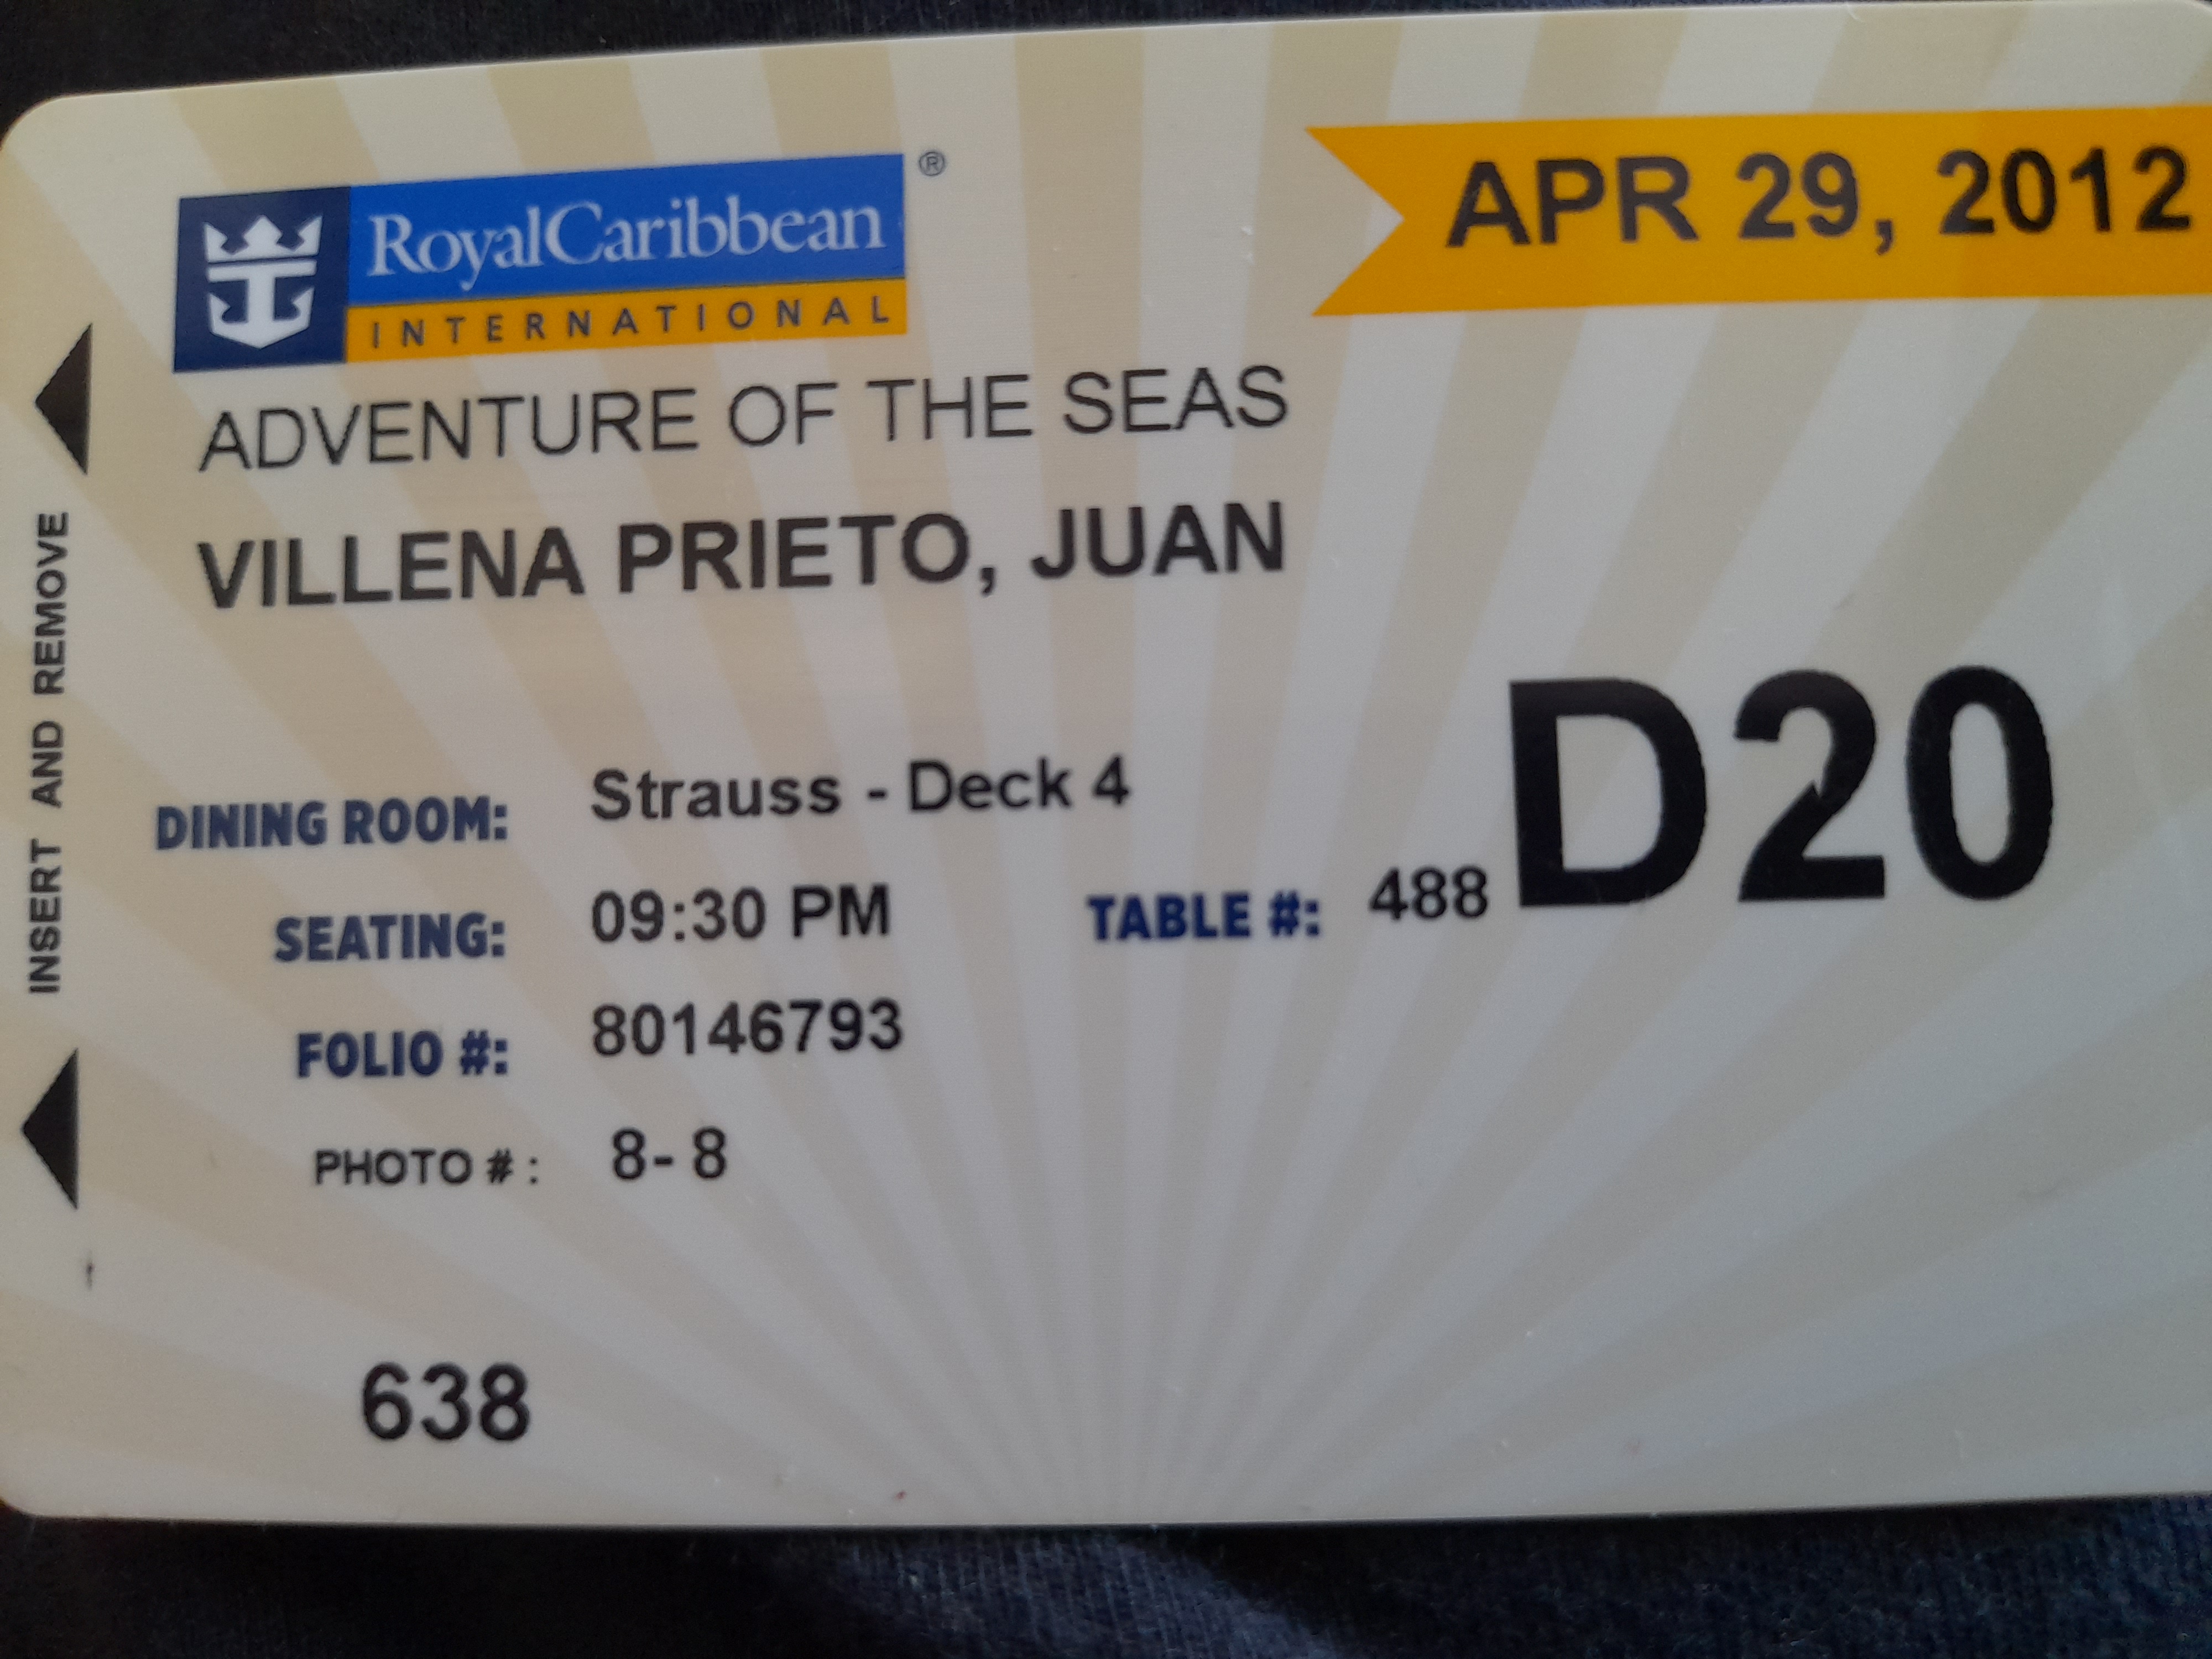 RoyalCaribbean ®
INTERNATIONAL
APR 29, 2012
ADVENTURE OF THE SEAS
VILLENA PRIETO, JUAN
D20
DINING ROOM: Strauss - Deck 4
SEATING: 09:30 PM TABLE #: 488
FOLIO #: 80146793
PHOTO # : 8- 8
638
INSERT AND REMOVE